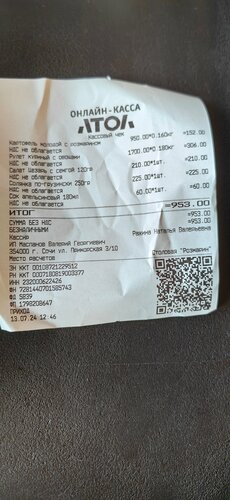 ОНЛАЙН-КАССА
АТОЛ
Кассовый чек
Картофель молодой с розмарином 950.00*0.160кг =152.00
НДС не облагается
Рулет куриный с овощами 1700.00*0.180кг =306.00
НДС не облагается
Салат Цезарь с семгой 120гр 210.00*1шт. =210.00
НДС не облагается
Солянка по-грузински 250гр 225.00*1шт. =225.00
НДС не облагается
Сок апельсиновый 180мл 60.00*1шт. =60.00
НДС не облагается
ИТОГ =953.00
СУММА БЕЗ НДС =953.00
БЕЗНАЛИЧНЫМИ =953.00
Кассир Рякина Наталья Валерьевна
ИП Маспанов Валерий Георгиевич
354000 г. Сочи ул. Приморская 3/10
Место расчетов Столовая "Розмарин"
ЗН ККТ 00108721229512
РН ККТ 0007180819003377
ИНН 232000622426
ФН 7281440701585743
ФД 5839
ФП 1798208647
ПРИХОД
13.07.24 12:46